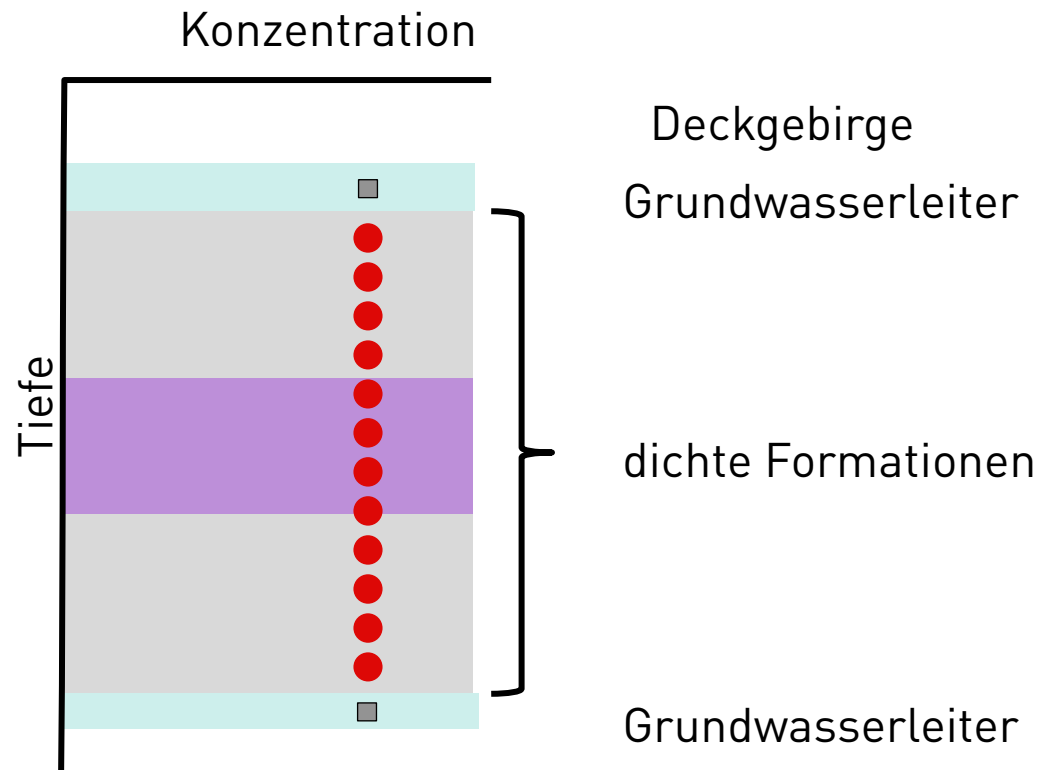 Konzentration
Deckgebirge
Grundwasserleiter
Tiefe
dichte Formationen
Grundwasserleiter